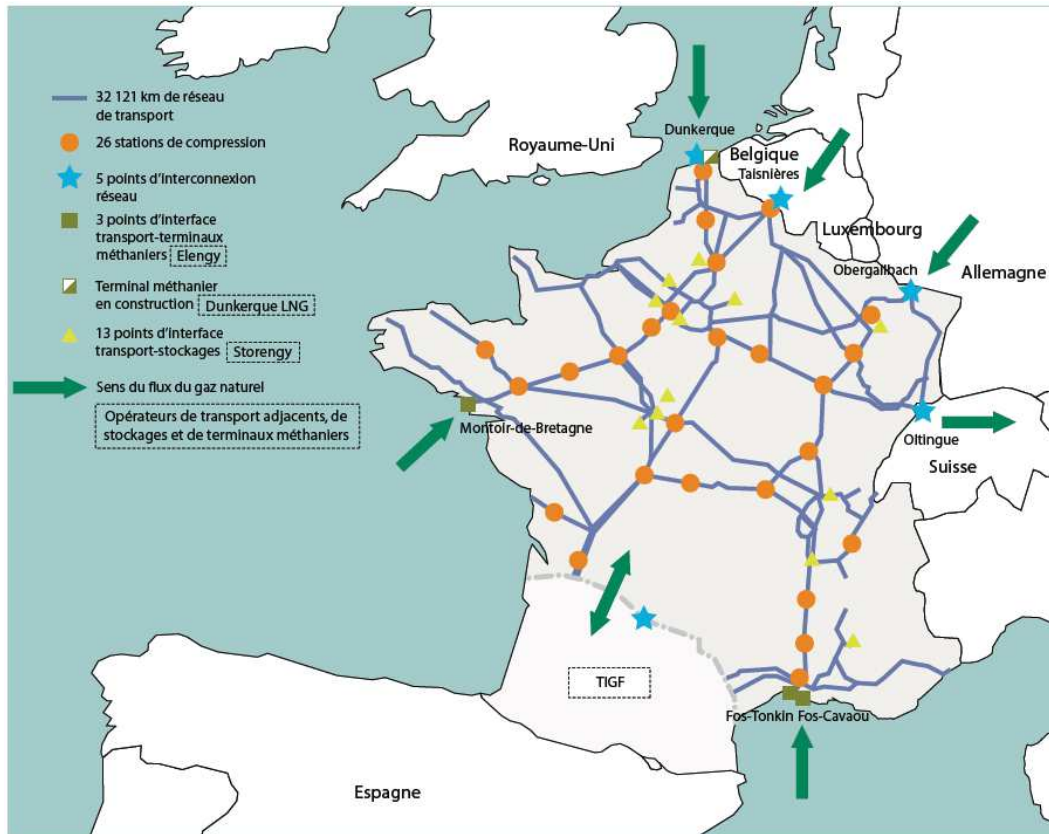 32 121 km de réseau
de transport
26 stations de compression
5 points d'interconnexion
réseau
3 points d'interface
transport-terminaux
méthaniers Elengy
Terminal méthanier
en construction Dunkerque LNG
13 points d'interface
transport-stockages Storengy
Sens du flux du gaz naturel
Opérateurs de transport adjacents, de
stockages et de terminaux méthaniers
Royaume-Uni
Dunkerque
Belgique
Taisnières
Luxembourg
Obergailbach
Allemagne
Montoir-de-Bretagne
Oltingue
Suisse
TIGF
Fos-Tonkin Fos-Cavaou
Espagne